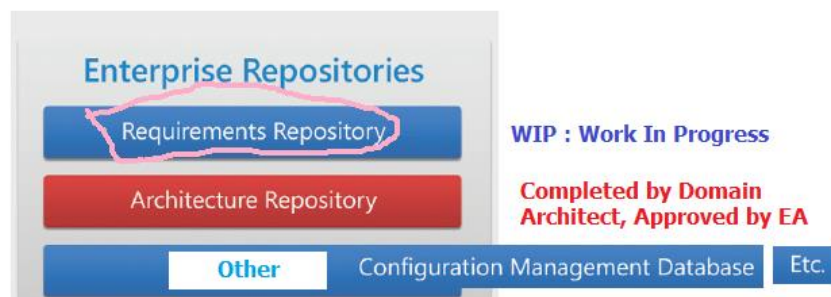 Enterprise Repositories
Requirements Repository
WIP : Work In Progress
Architecture Repository
Completed by Domain
Architect, Approved by EA
Other
Configuration Management Database
Etc.